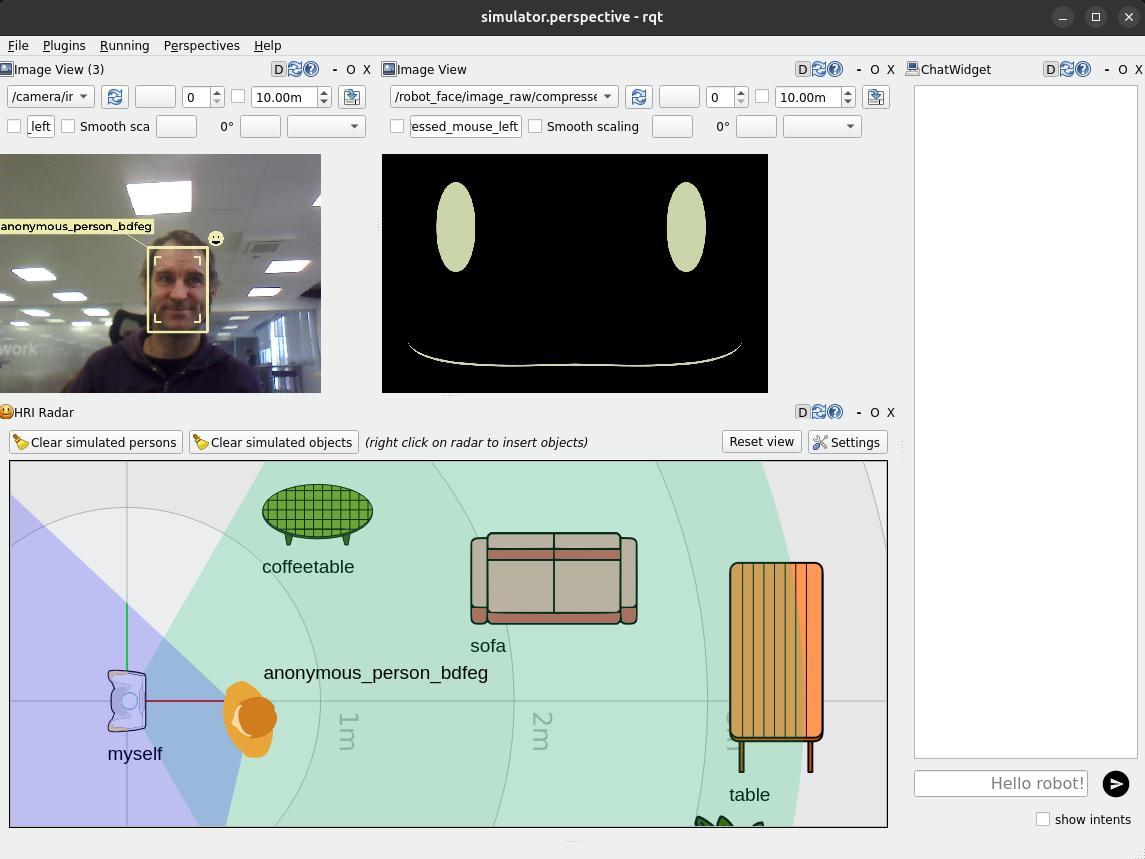 simulator.perspective - rqt
File Plugins Running Perspectives Help
Image View (3)
D
- O X
Image View
D
- O X
ChatWidget
D
- O X
/camera/ir
0
10.00m
/robot_face/image_raw/compresse
0
10.00m
_left
Smooth sca
0°
essed_mouse_left
Smooth scaling
0°
anonymous_person_bdfeg
work
HRI Radar
D
- O X
Clear simulated persons
Clear simulated objects
(right click on radar to insert objects)
Reset view
Settings
coffeetable
sofa
anonymous_person_bdfeg
1m
2m
myself
table
Hello robot!
show intents